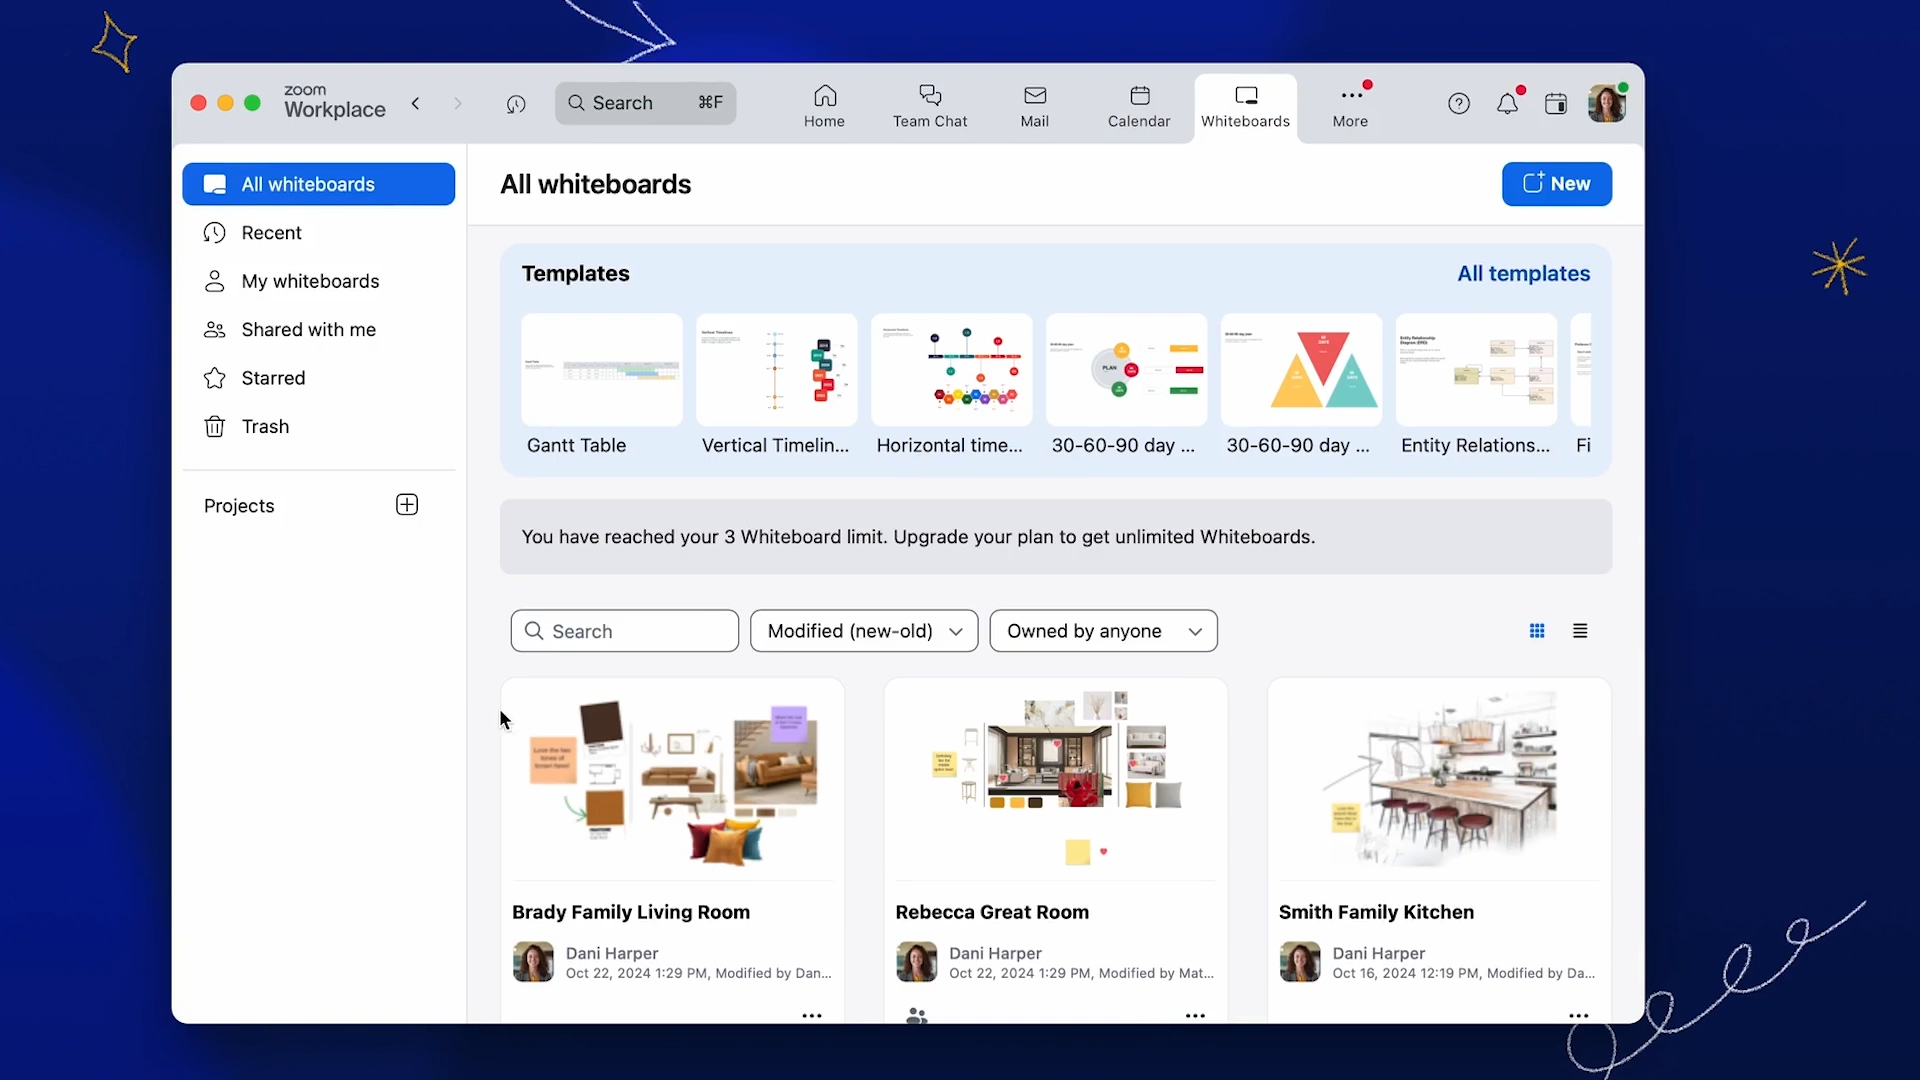 zoom
Workplace
Search ⌘F
Home
Team Chat
Mail
Calendar
Whiteboards
More
All whiteboards
Recent
My whiteboards
Shared with me
Starred
Trash
Projects
All whiteboards
New
Templates
All templates
PLAN
Gantt Table
Vertical Timelin...
Horizontal time...
30-60-90 day ...
30-60-90 day ...
Entity Relations...
Fi
You have reached your 3 Whiteboard limit. Upgrade your plan to get unlimited Whiteboards.
Search
Modified (new-old)
Owned by anyone
Brady Family Living Room
Dani Harper
Oct 22, 2024 1:29 PM, Modified by Dan...
Rebecca Great Room
Dani Harper
Oct 22, 2024 1:29 PM, Modified by Mat...
Smith Family Kitchen
Dani Harper
Oct 16, 2024 12:19 PM, Modified by Da...